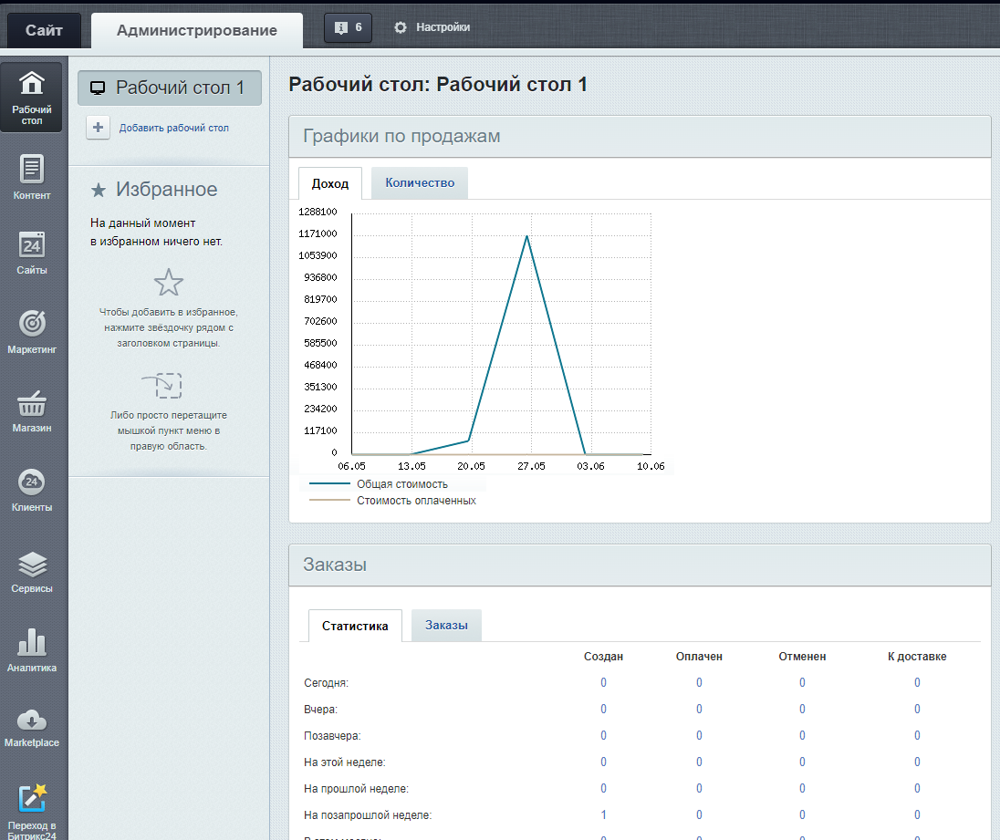 Сайт
Администрирование
6
Настройки
Рабочий
стол
Контент
24
Сайты
Маркетинг
Магазин
24
Клиенты
Сервисы
Аналитика
Marketplace
Переход в
Битрикс24
Рабочий стол 1
Добавить рабочий стол
Избранное
На данный момент
в избранном ничего нет.
Чтобы добавить в избранное,
нажмите звёздочку рядом с
заголовком страницы.
Либо просто перетащите
мышкой пункт меню в
правую область.
Рабочий стол: Рабочий стол 1
Графики по продажам
Доход Количество
1288100
1171000
1053900
936800
819700
702600
585500
468400
351300
234200
117100
0
06.05 13.05 20.05 27.05 03.06 10.06
Общая стоимость
Стоимость оплаченных
Заказы
Статистика Заказы
Создан Оплачен Отменен К доставке
Сегодня: 0 0 0 0
Вчера: 0 0 0 0
Позавчера: 0 0 0 0
На этой неделе: 0 0 0 0
На прошлой неделе: 0 0 0 0
На позапрошлой неделе: 1 0 0 0